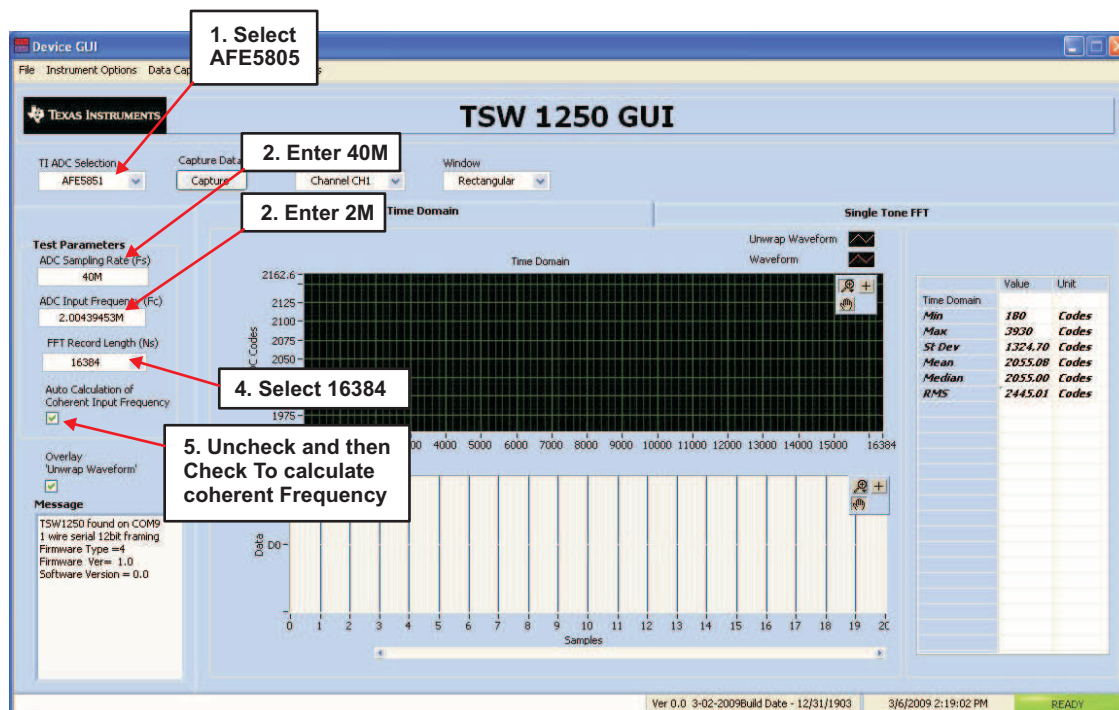 1. Select
AFE5805
Device GUI
File Instrument Options Data Cap s
TEXAS INSTRUMENTS
TSW 1250 GUI
TI ADC Selection
AFE5851
Capture Data
Capture
2. Enter 40M
Channel CH1
Window
Rectangular
2. Enter 2M
Time Domain
Single Tone FFT
Test Parameters
ADC Sampling Rate (Fs)
40M
ADC Input Frequency (Fc)
2.00439453M
FFT Record Length (Ns)
16384
Auto Calculation of
Coherent Input Frequency
4. Select 16384
5. Uncheck and then
Check To calculate
coherent Frequency
Overlay
'Unwrap Waveform'
Message
TSW1250 found on COM9
1 wire serial 12bit framing
Firmware Type =4
Firmware Ver= 1.0
Software Version = 0.0
Unwrap Waveform
Waveform
Time Domain
2162.6
2125
2100
2075
2050
1975
C Codes
00 4000 5000 6000 7000 8000 9000 10000 11000 12000 13000 14000 15000 16384
Data
D0
0 1 2 3 4 5 6 7 8 9 10 11 12 13 14 15 16 17 18 19 20
Samples
Value Unit
Time Domain
Min 180 Codes
Max 3930 Codes
St Dev 1324.70 Codes
Mean 2055.08 Codes
Median 2055.00 Codes
RMS 2445.01 Codes
Ver 0.0 3-02-2009Build Date - 12/31/1903
3/6/2009 2:19:02 PM
READY